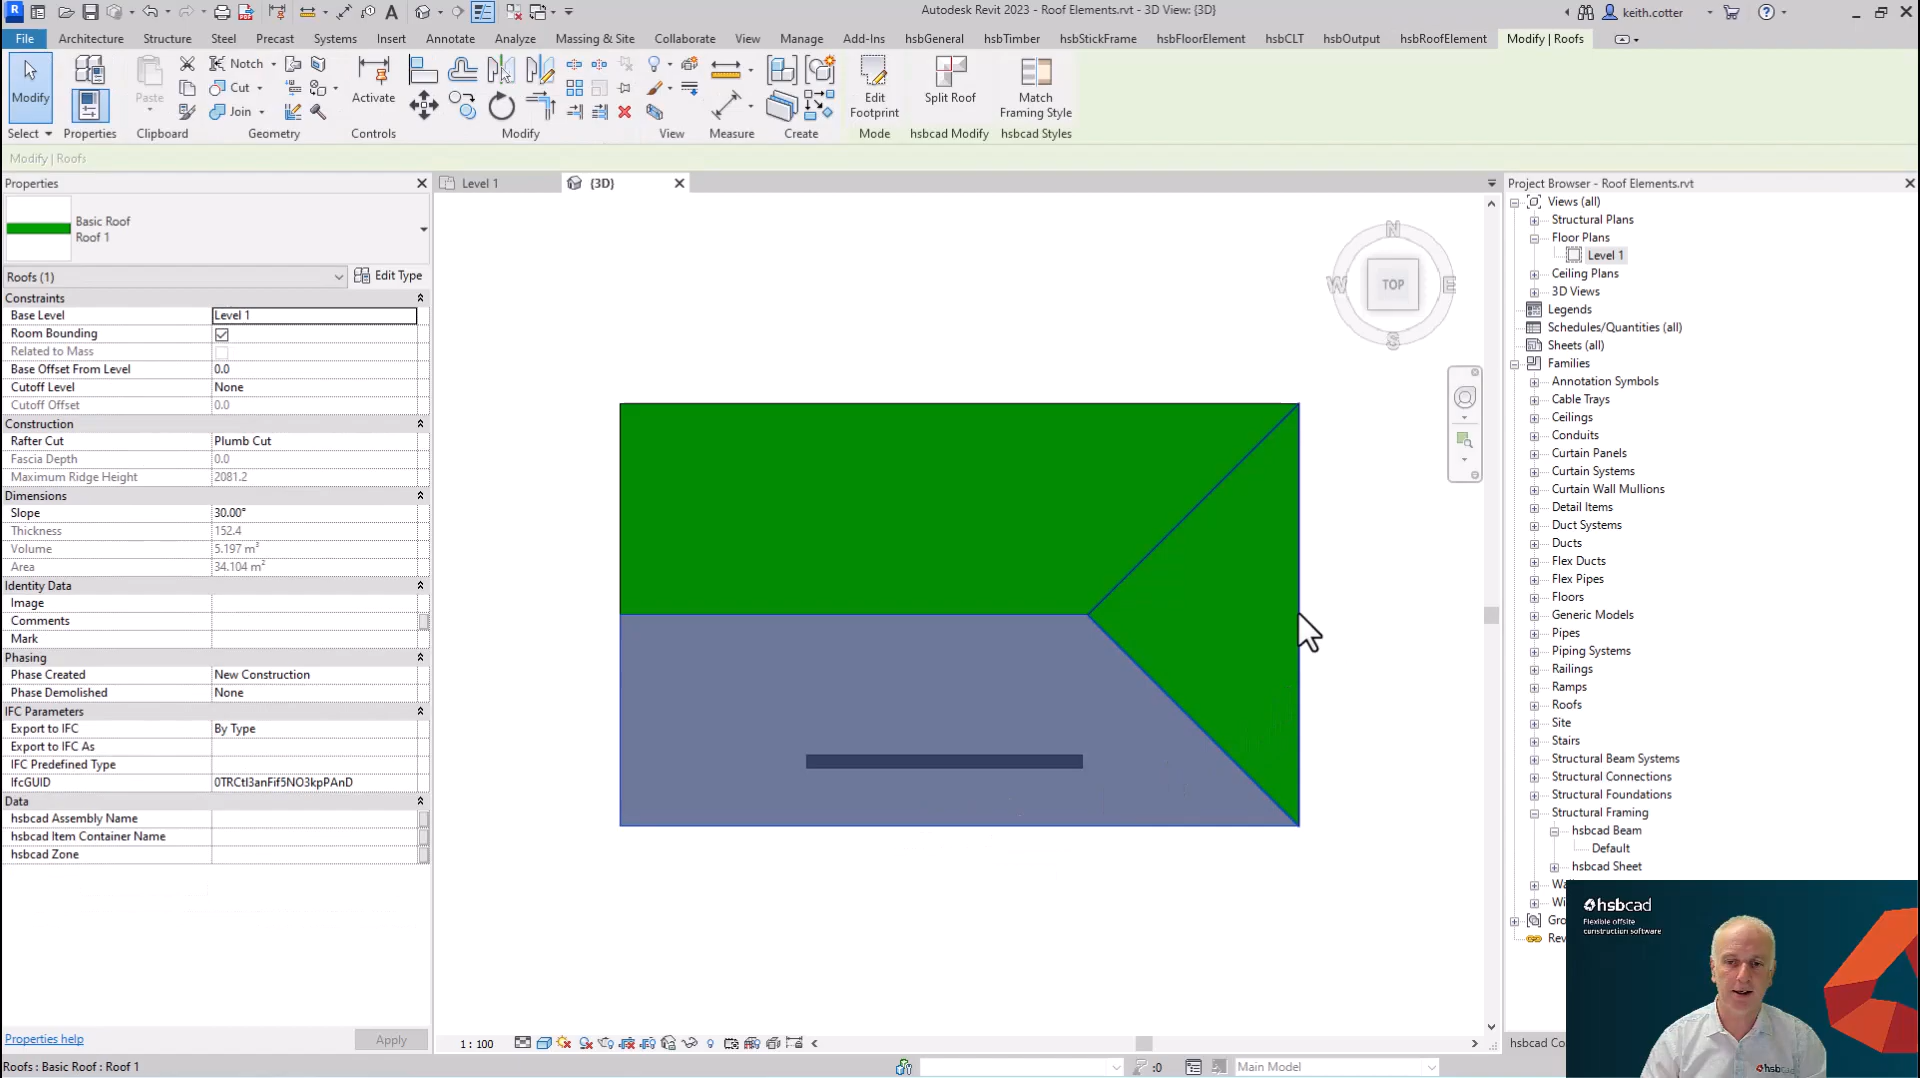 Autodesk Revit 2023 - Roof Elements.rvt - 3D View: {3D}
keith.cotter
File Architecture Structure Steel Precast Systems Insert Annotate Analyze Massing & Site Collaborate View Manage Add-Ins hsbGeneral hsbTimber hsbStickFrame hsbFloorElement hsbCLT hsbOutput hsbRoofElement Modify | Roofs
Modify
Paste
Notch
Cut
Join
Activate
Edit Footprint
Split Roof
Match Framing Style
Select Properties Clipboard Geometry Controls Modify View Measure Create Mode hsbcad Modify hsbcad Styles
Modify | Roofs
Properties
Level 1
{3D}
Basic Roof
Roof 1
Roofs (1)
Edit Type
Constraints
Base Level Level 1
Room Bounding
Related to Mass
Base Offset From Level 0.0
Cutoff Level None
Cutoff Offset 0.0
Construction
Rafter Cut Plumb Cut
Fascia Depth 0.0
Maximum Ridge Height 2081.2
Dimensions
Slope 30.00°
Thickness 152.4
Volume 5.197 m³
Area 34.104 m²
Identity Data
Image
Comments
Mark
Phasing
Phase Created New Construction
Phase Demolished None
IFC Parameters
Export to IFC By Type
Export to IFC As
IFC Predefined Type
IfcGUID 0TRCtl3anFif5NO3kpPAnD
Data
hsbcad Assembly Name
hsbcad Item Container Name
hsbcad Zone
Properties help
Apply
N
W
TOP
E
S
1 : 100
Roofs : Basic Roof : Roof 1
:0
Main Model
Project Browser - Roof Elements.rvt
Views (all)
Structural Plans
Floor Plans
Level 1
Ceiling Plans
3D Views
Legends
Schedules/Quantities (all)
Sheets (all)
Families
Annotation Symbols
Cable Trays
Ceilings
Conduits
Curtain Panels
Curtain Systems
Curtain Wall Mullions
Detail Items
Duct Systems
Ducts
Flex Ducts
Flex Pipes
Floors
Generic Models
Pipes
Piping Systems
Railings
Ramps
Roofs
Site
Stairs
Structural Beam Systems
Structural Connections
Structural Foundations
Structural Framing
hsbcad Beam
Default
hsbcad Sheet
Wa
Wi
Gro
Rev
hsbcad Co
hsbcad
Flexible offsite
construction software
hsbcad